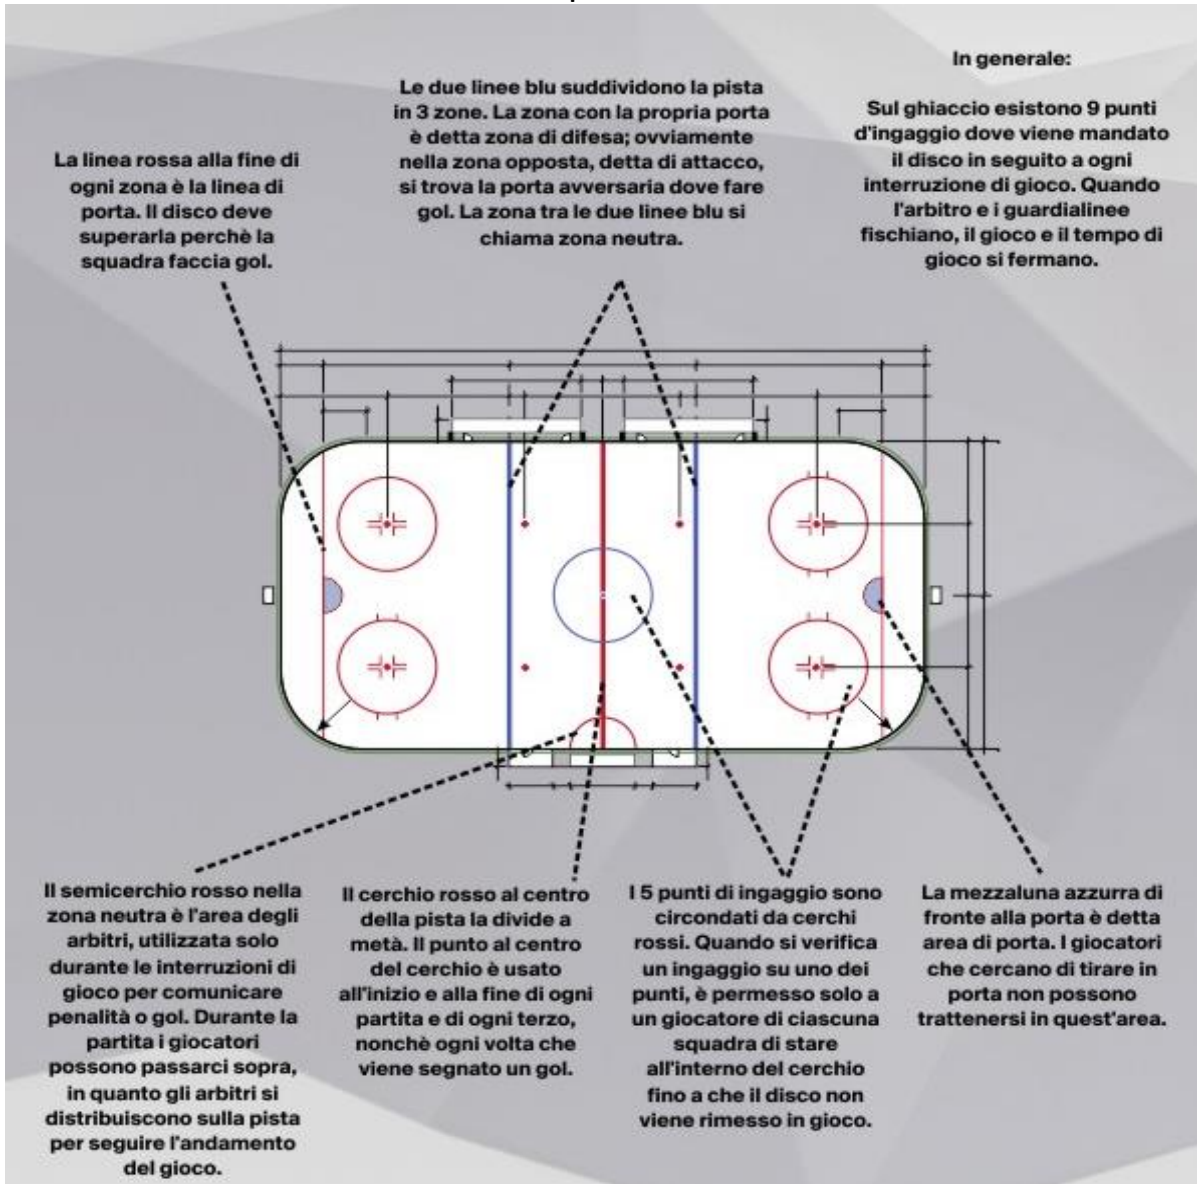 La linea rossa alla fine di
ogni zona è la linea di
porta. Il disco deve
superarla perchè la
squadra faccia gol.
Le due linee blu suddividono la pista
in 3 zone. La zona con la propria porta
è detta zona di difesa; ovviamente
nella zona opposta, detta di attacco,
si trova la porta avversaria dove fare
gol. La zona tra le due linee blu si
chiama zona neutra.
In generale:
Sul ghiaccio esistono 9 punti
d'ingaggio dove viene mandato
il disco in seguito a ogni
interruzione di gioco. Quando
l'arbitro e i guardialinee
fischiano, il gioco e il tempo di
gioco si fermano.
Il semicerchio rosso nella
zona neutra è l'area degli
arbitri, utilizzata solo
durante le interruzioni di
gioco per comunicare
penalità o gol. Durante la
partita i giocatori
possono passarci sopra,
in quanto gli arbitri si
distribuiscono sulla pista
per seguire l'andamento
del gioco.
Il cerchio rosso al centro
della pista la divide a
metà. Il punto al centro
del cerchio è usato
all'inizio e alla fine di ogni
partita e di ogni terzo,
nonchè ogni volta che
viene segnato un gol.
I 5 punti di ingaggio sono
circondati da cerchi
rossi. Quando si verifica
un ingaggio su uno dei
punti, è permesso solo a
un giocatore di ciascuna
squadra di stare
all'interno del cerchio
fino a che il disco non
viene rimesso in gioco.
La mezzaluna azzurra di
fronte alla porta è detta
area di porta. I giocatori
che cercano di tirare in
porta non possono
trattenersi in quest'area.